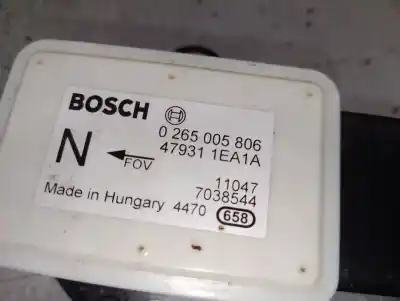 BOSCH
0 265 005 806
N
47931 1EA1A
FOV
11047
7038544
Made in Hungary 4470 658